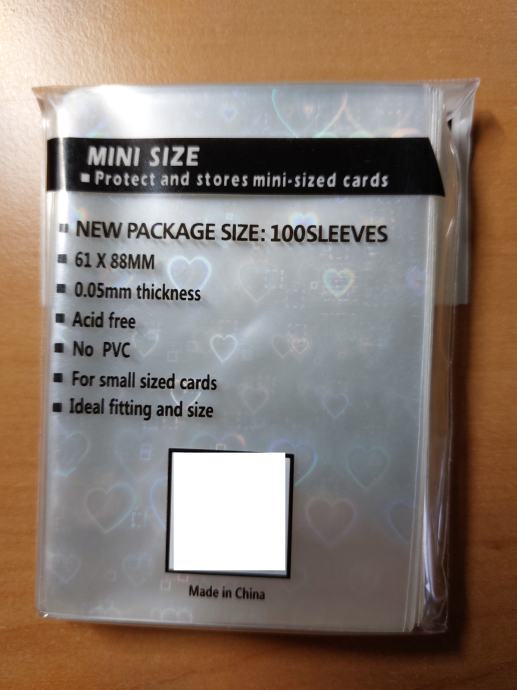 MINI SIZE
▪ Protect and stores mini-sized cards
▪ NEW PACKAGE SIZE: 100SLEEVES
▪ 61 X 88MM
▪ 0.05mm thickness
▪ Acid free
▪ No PVC
▪ For small sized cards
▪ Ideal fitting and size
Made in China